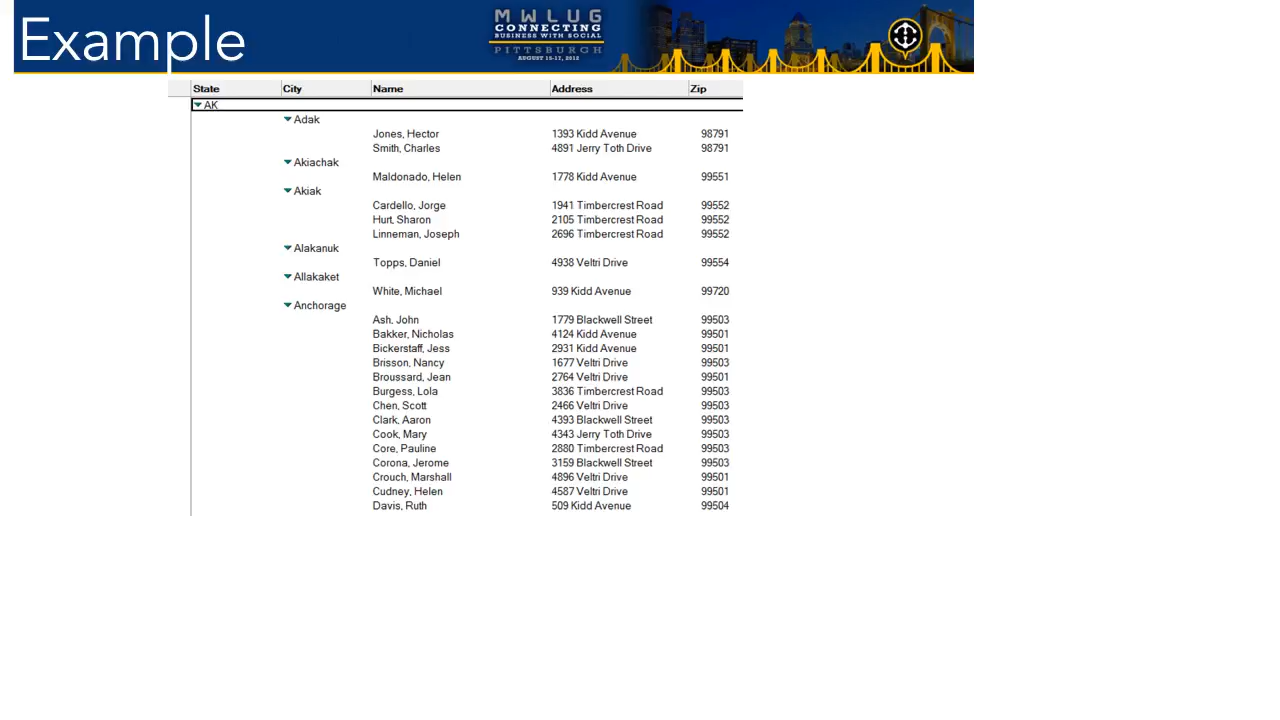 Example
MWLUG
CONNECTING
BUSINESS WITH SOCIAL
PITTSBURGH
AUGUST 15-17, 2012
State City Name Address Zip
AK
Adak
Jones, Hector 1393 Kidd Avenue 98791
Smith, Charles 4891 Jerry Toth Drive 98791
Akiachak
Maldonado, Helen 1778 Kidd Avenue 99551
Akiak
Cardello, Jorge 1941 Timbercrest Road 99552
Hurt, Sharon 2105 Timbercrest Road 99552
Linneman, Joseph 2696 Timbercrest Road 99552
Alakanuk
Topps, Daniel 4938 Veltri Drive 99554
Allakaket
White, Michael 939 Kidd Avenue 99720
Anchorage
Ash, John 1779 Blackwell Street 99503
Bakker, Nicholas 4124 Kidd Avenue 99501
Bickerstaff, Jess 2931 Kidd Avenue 99501
Brisson, Nancy 1677 Veltri Drive 99503
Broussard, Jean 2764 Veltri Drive 99501
Burgess, Lola 3836 Timbercrest Road 99503
Chen, Scott 2466 Veltri Drive 99503
Clark, Aaron 4393 Blackwell Street 99503
Cook, Mary 4343 Jerry Toth Drive 99503
Core, Pauline 2880 Timbercrest Road 99503
Corona, Jerome 3159 Blackwell Street 99503
Crouch, Marshall 4896 Veltri Drive 99501
Cudney, Helen 4587 Veltri Drive 99501
Davis, Ruth 509 Kidd Avenue 99504